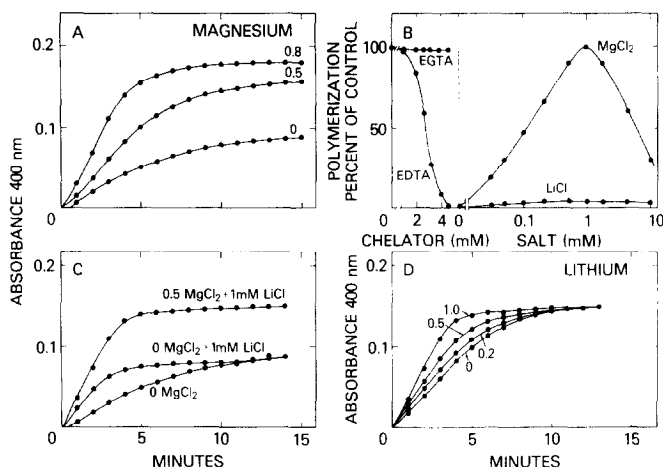 A MAGNESIUM
0.2
0.1
0
0.8
0.5
0
0 5 10 15
ABSORBANCE 400 nm
B
POLYMERIZATION
PERCENT OF CONTROL
100
50
EGTA
EDTA
MgCl2
LiCl
0 2 4 0 0.1 1 10
CHELATOR (mM) SALT (mM)
C
0.2
0.1
0
0.5 MgCl2 + 1mM LiCl
0 MgCl2 + 1mM LiCl
0 MgCl2
0 5 10 15
MINUTES
D LITHIUM
ABSORBANCE 400 nm
0.2
0.1
0
1.0
0.5
0.2
0
0 5 10 15
MINUTES